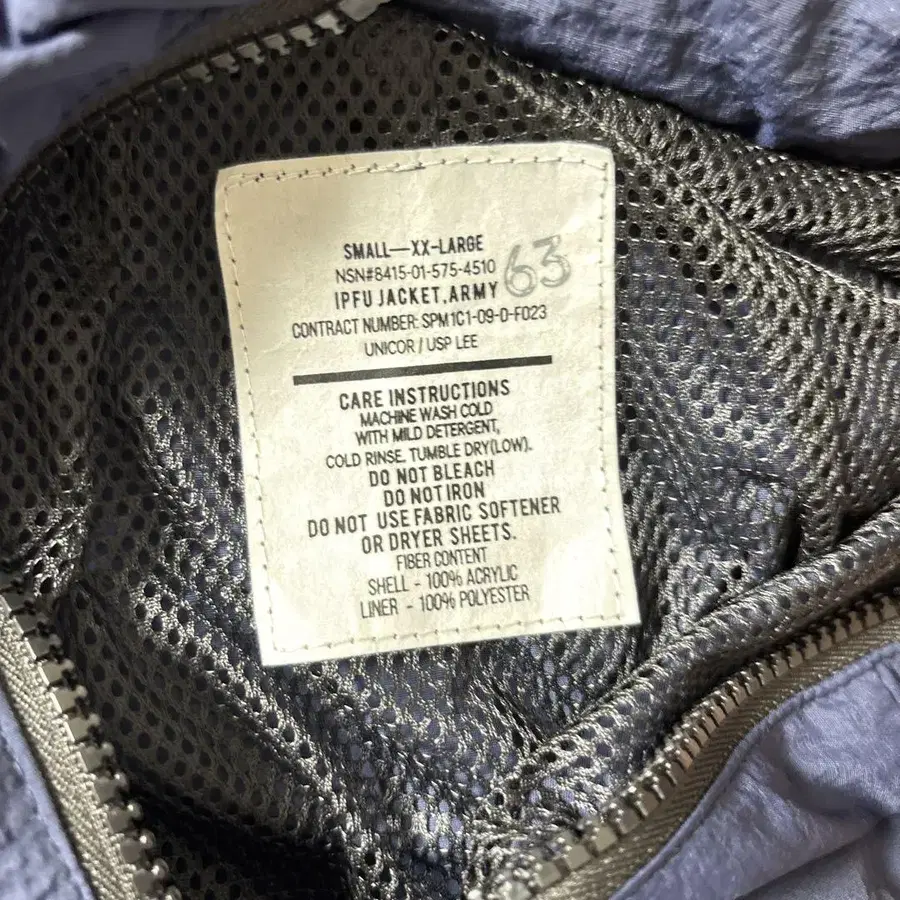 SMALL—XX-LARGE
NSN#8415-01-575-4510
63
IPFU JACKET, ARMY
CONTRACT NUMBER: SPM1C1-09-D-F023
UNICOR / USP LEE
CARE INSTRUCTIONS
MACHINE WASH COLD
WITH MILD DETERGENT,
COLD RINSE. TUMBLE DRY(LOW).
DO NOT BLEACH
DO NOT IRON
DO NOT USE FABRIC SOFTENER
OR DRYER SHEETS.
FIBER CONTENT
SHELL - 100% ACRYLIC
LINER - 100% POLYESTER